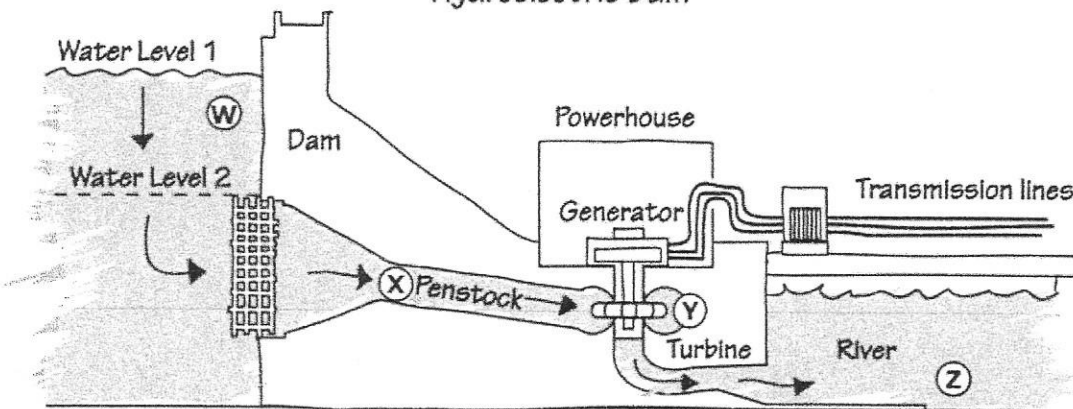 Hydroelectric Dam
Water Level 1
W
Powerhouse
Dam
Water Level 2
Transmission lines
Generator
X
Penstock
Y
Turbine
River
Z